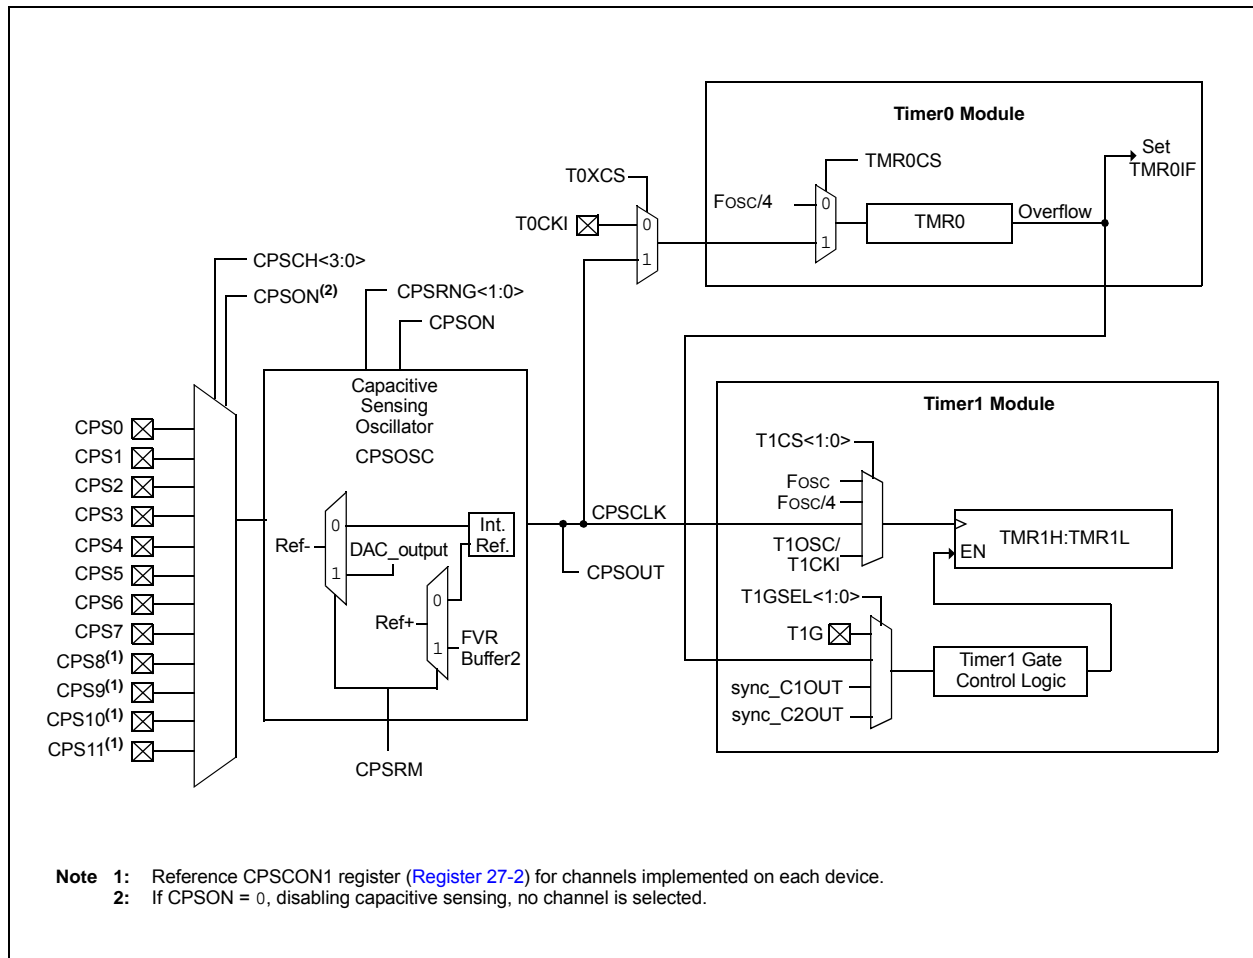 Timer0 Module
Set
TMR0IF
TMR0CS
T0XCS
FOSC/4
0
T0CKI
0
TMR0
Overflow
1
1
CPSCH<3:0>
CPSON(2)
CPSRNG<1:0>
CPSON
Capacitive
Sensing
Oscillator
CPSOSC
Timer1 Module
T1CS<1:0>
CPS0
CPS1
CPS2
CPS3
CPS4
CPS5
CPS6
CPS7
CPS8(1)
CPS9(1)
CPS10(1)
CPS11(1)
0
Ref-
1
DAC_output
Int.
Ref.
0
Ref+
1
FVR
Buffer2
CPSRM
CPSCLK
CPSOUT
FOSC
FOSC/4
T1OSC/
T1CKI
EN
TMR1H:TMR1L
T1GSEL<1:0>
T1G
sync_C1OUT
sync_C2OUT
Timer1 Gate
Control Logic
Note 1: Reference CPSCON1 register (Register 27-2) for channels implemented on each device.
2: If CPSON = 0, disabling capacitive sensing, no channel is selected.